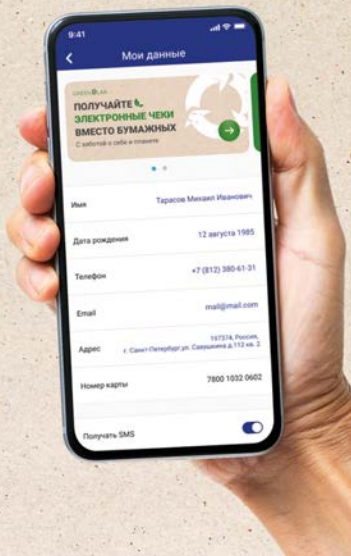 9:41
Мои данные
GREEN LAB
ПОЛУЧАЙТЕ
ЭЛЕКТРОННЫЕ ЧЕКИ
ВМЕСТО БУМАЖНЫХ
С заботой о себе и планете
Имя Тарасов Михаил Иванович
Дата рождения 12 августа 1985
Телефон +7 (812) 380-61-31
Email mail@mail.com
Адрес 197374, Россия,
г. Санкт-Петербург,ул. Савушкина д.112 кв. 2
Номер карты 7800 1032 0602
Получать SMS